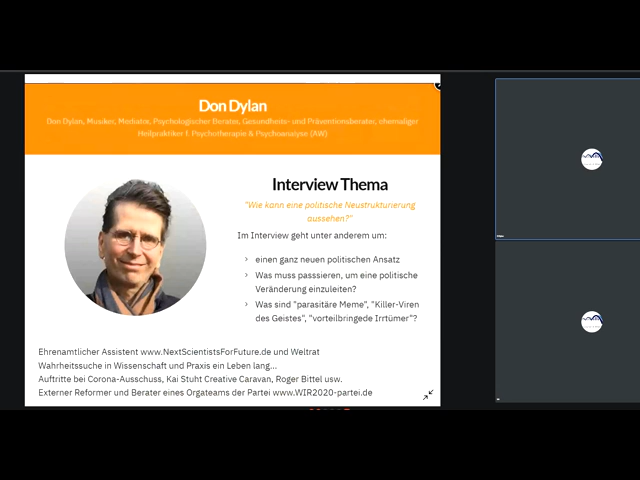 Don Dylan
Don Dylan, Musiker, Mediator, Psychologischer Berater, Gesundheits- und Präventionsberater, ehemaliger
Heilpraktiker f. Psychotherapie & Psychoanalyse (AW)
Interview Thema
"Wie kann eine politische Neustrukturierung
aussehen?"
Im Interview geht unter anderem um:
einen ganz neuen politischen Ansatz
Was muss passsieren, um eine politische
Veränderung einzuleiten?
Was sind "parasitäre Meme", "Killer-Viren
des Geistes", "vorteilbringede Irrtümer"?
Ehrenamtlicher Assistent www.NextScientistsForFuture.de und Weltrat
Wahrheitssuche in Wissenschaft und Praxis ein Leben lang...
Auftritte bei Corona-Ausschuss, Kai Stuht Creative Caravan, Roger Bittel usw.
Externer Reformer und Berater eines Orgateams der Partei www.WIR2020-partei.de